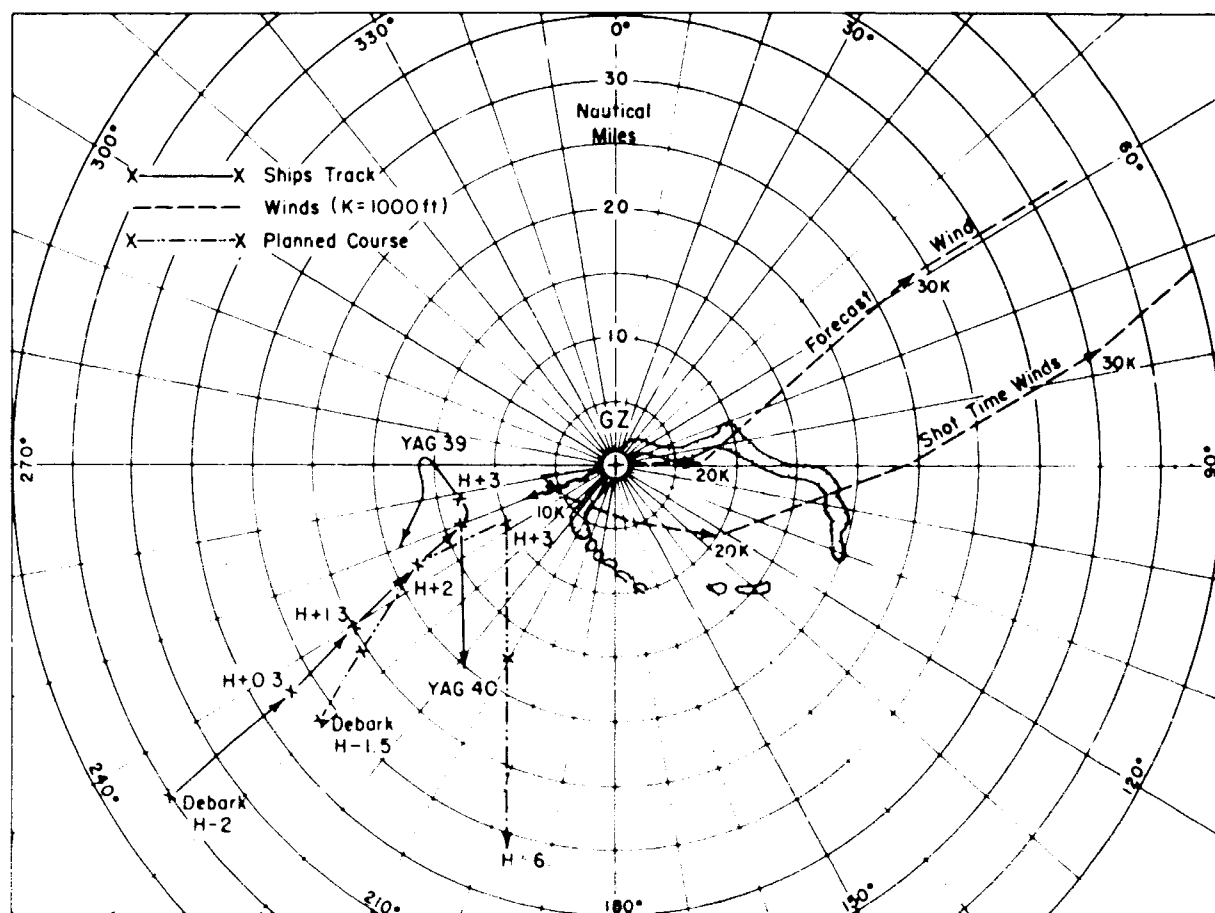 330°
0°
30°
30
Nautical
Miles
300°
60°
X———X Ships Track
Winds (K=1000ft)
X—··—X Planned Course
20
Wind
30K
Forecast
10
30K
Shot Time Winds
GZ
YAG 39
270°
90°
H+3
20K
10K
H+3
20K
H+2
H+1.3
H+0.3
YAG 40
Debark
H-1.5
240°
120°
Debark
H-2
210°
180°
150°